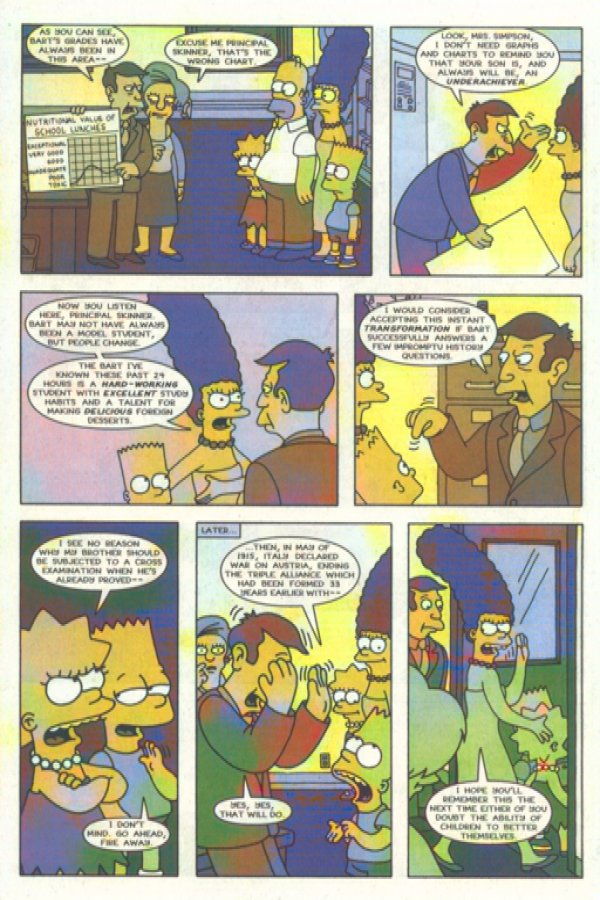 AS YOU CAN SEE,
BART'S GRADES HAVE
ALWAYS BEEN IN
THIS AREA--
EXCUSE ME PRINCIPAL
SKINNER, THAT'S THE
WRONG CHART.
NUTRITIONAL VALUE OF
SCHOOL LUNCHES
EXCEPTIONAL
VERY GOOD
GOOD
INADEQUATE
POOR
TOXIC
LOOK, MRS. SIMPSON,
I DON'T NEED GRAPHS
AND CHARTS TO REMIND YOU
THAT YOUR SON IS, AND
ALWAYS WILL BE, AN
UNDERACHIEVER.
NOW YOU LISTEN
HERE, PRINCIPAL SKINNER.
BART MAY NOT HAVE ALWAYS
BEEN A MODEL STUDENT,
BUT PEOPLE CHANGE.
THE BART I'VE
KNOWN THESE PAST 24
HOURS IS A HARD-WORKING
STUDENT WITH EXCELLENT STUDY
HABITS AND A TALENT FOR
MAKING DELICIOUS FOREIGN
DESSERTS.
I WOULD CONSIDER
ACCEPTING THIS INSTANT
TRANSFORMATION IF BART
SUCCESSFULLY ANSWERS A
FEW IMPROMPTU HISTORY
QUESTIONS.
I SEE NO REASON
WHY MY BROTHER SHOULD
BE SUBJECTED TO A CROSS
EXAMINATION WHEN HE'S
ALREADY PROVED--
I DON'T
MIND. GO AHEAD,
FIRE AWAY.
LATER...
...THEN, IN MAY OF
1915, ITALY DECLARED
WAR ON AUSTRIA, ENDING
THE TRIPLE ALLIANCE WHICH
HAD BEEN FORMED 33
YEARS EARLIER WITH--
YES, YES,
THAT WILL DO.
I HOPE YOU'LL
REMEMBER THIS THE
NEXT TIME EITHER OF YOU
DOUBT THE ABILITY OF
CHILDREN TO BETTER
THEMSELVES.